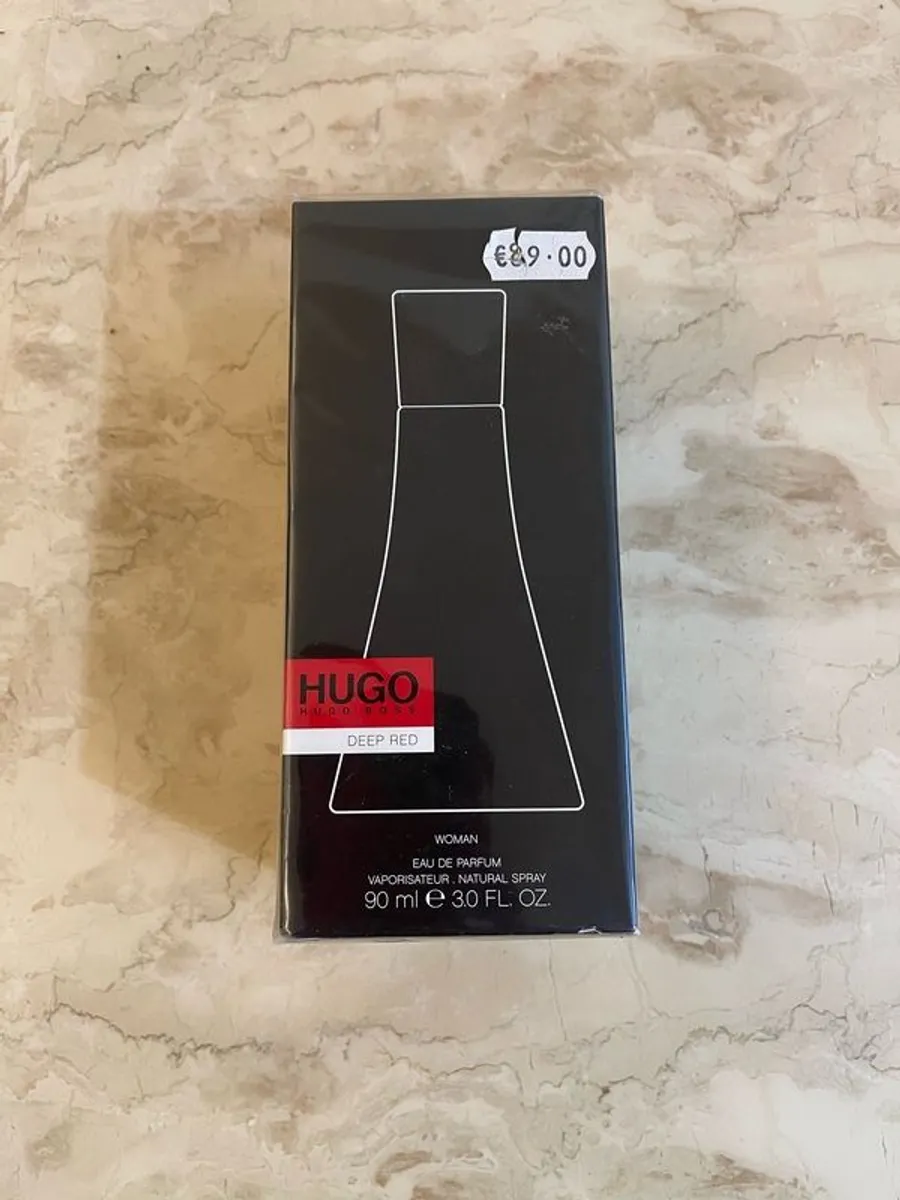 €89.00
HUGO
HUGO BOSS
DEEP RED
WOMAN
EAU DE PARFUM
VAPORISATEUR . NATURAL SPRAY
90 ml ℮ 3.0 FL. OZ.